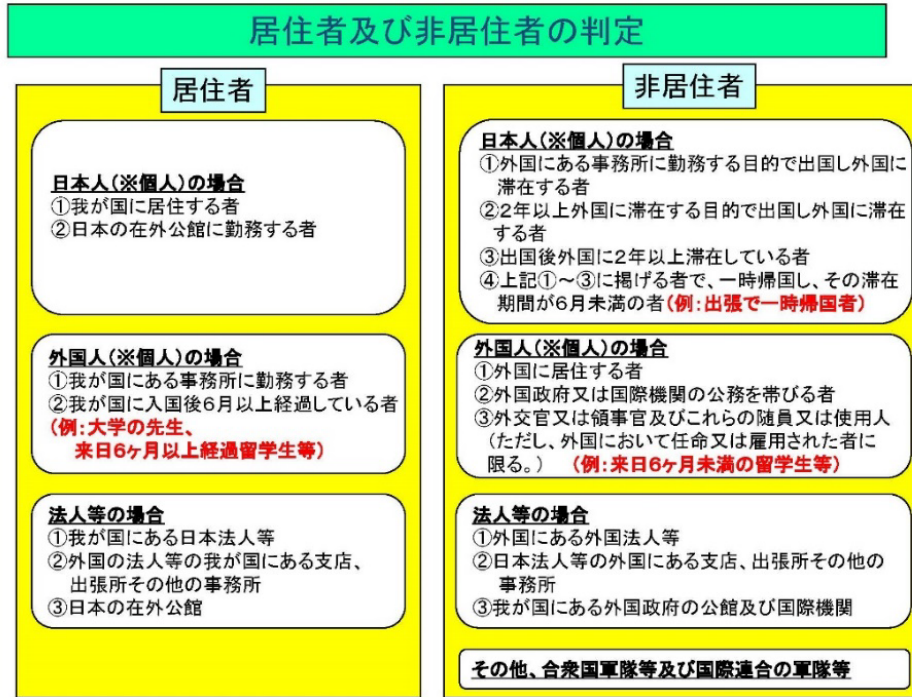 居住者及び非居住者の判定
居住者
日本人(※個人)の場合
①我が国に居住する者
②日本の在外公館に勤務する者
外国人(※個人)の場合
①我が国にある事務所に勤務する者
②我が国に入国後6月以上経過している者
(例:大学の先生、
来日6ヶ月以上経過留学生等)
法人等の場合
①我が国にある日本法人等
②外国の法人等の我が国にある支店、
出張所その他の事務所
③日本の在外公館
非居住者
日本人(※個人)の場合
①外国にある事務所に勤務する目的で出国し外国に
滞在する者
②2年以上外国に滞在する目的で出国し外国に滞在
する者
③出国後外国に2年以上滞在している者
④上記①~③に掲げる者で、一時帰国し、その滞在
期間が6月未満の者(例:出張で一時帰国者)
外国人(※個人)の場合
①外国に居住する者
②外国政府又は国際機関の公務を帯びる者
③外交官又は領事官及びこれらの随員又は使用人
(ただし、外国において任命又は雇用された者に
限る。) (例:来日6ヶ月未満の留学生等)
法人等の場合
①外国にある外国法人等
②日本法人等の外国にある支店、出張所その他の
事務所
③我が国にある外国政府の公館及び国際機関
その他、合衆国軍隊等及び国際連合の軍隊等